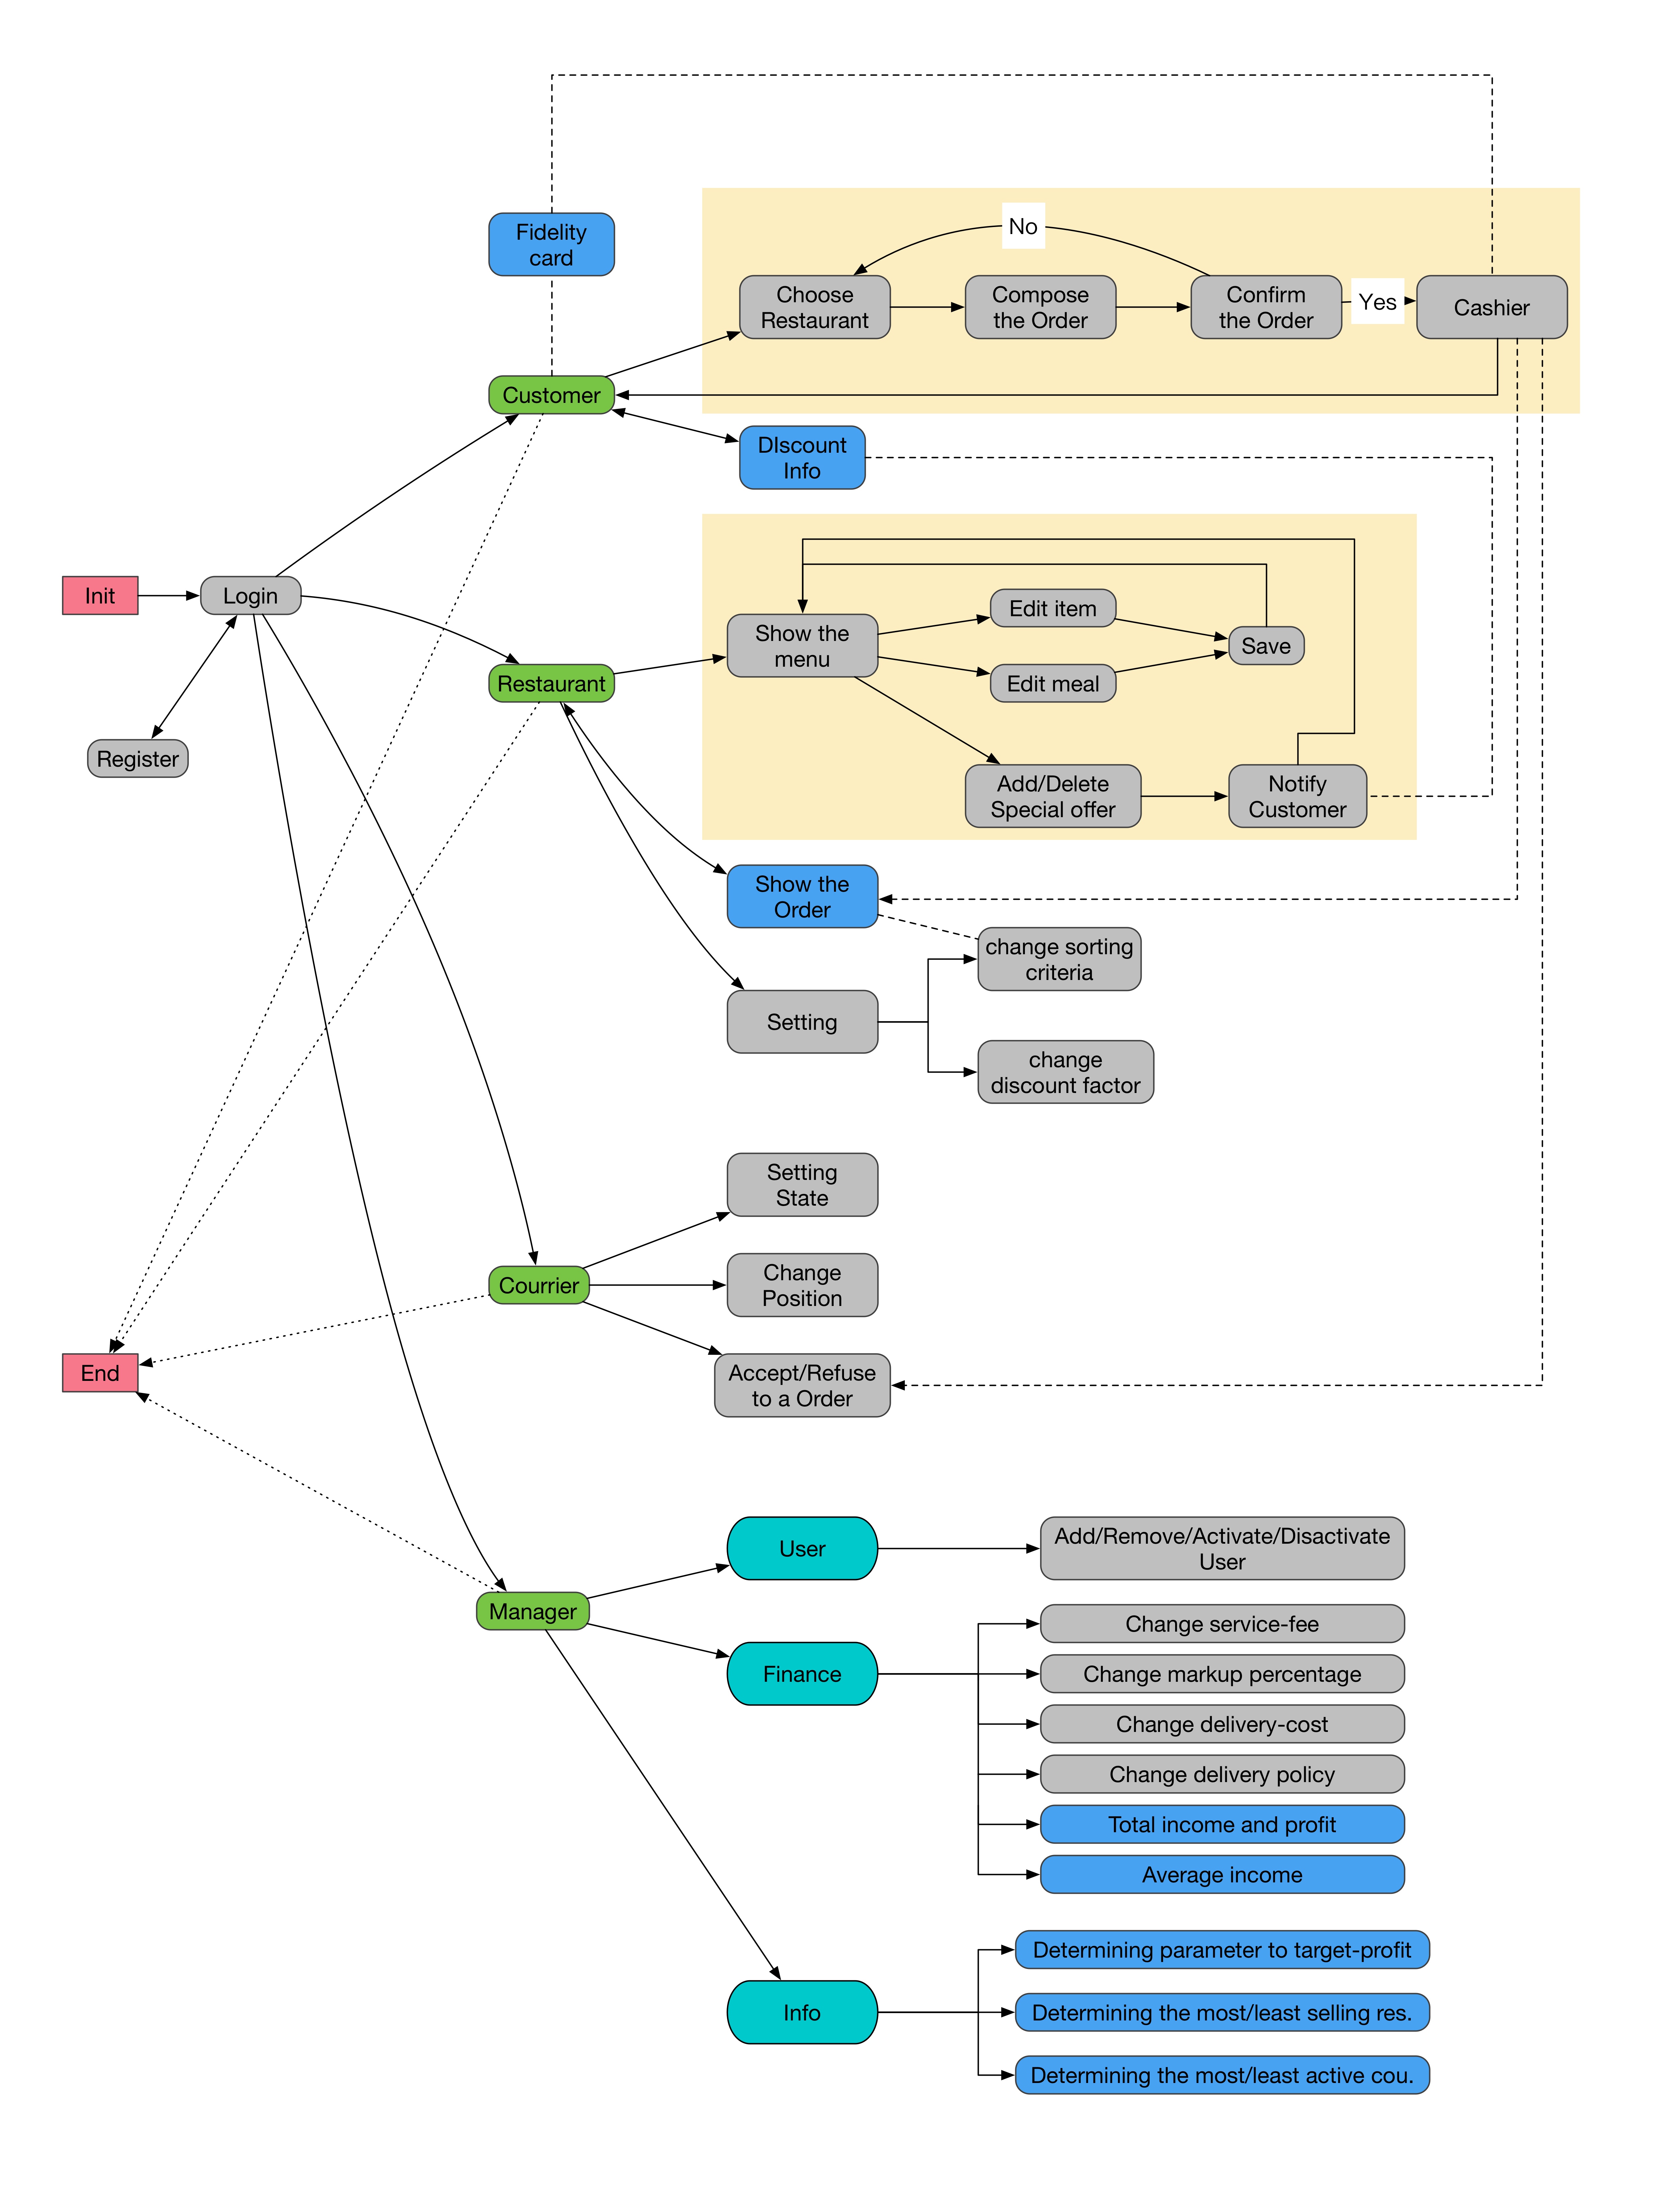 Fidelity
card
No
Choose
Restaurant
Compose
the Order
Confirm
the Order
Yes
Cashier
Customer
DIscount
Info
Init
Login
Register
Restaurant
Show the
menu
Edit item
Edit meal
Save
Add/Delete
Special offer
Notify
Customer
Show the
Order
change sorting
criteria
Setting
change
discount factor
Setting
State
Courrier
Change
Position
End
Accept/Refuse
to a Order
User
Add/Remove/Activate/Disactivate
User
Manager
Finance
Change service-fee
Change markup percentage
Change delivery-cost
Change delivery policy
Total income and profit
Average income
Info
Determining parameter to target-profit
Determining the most/least selling res.
Determining the most/least active cou.